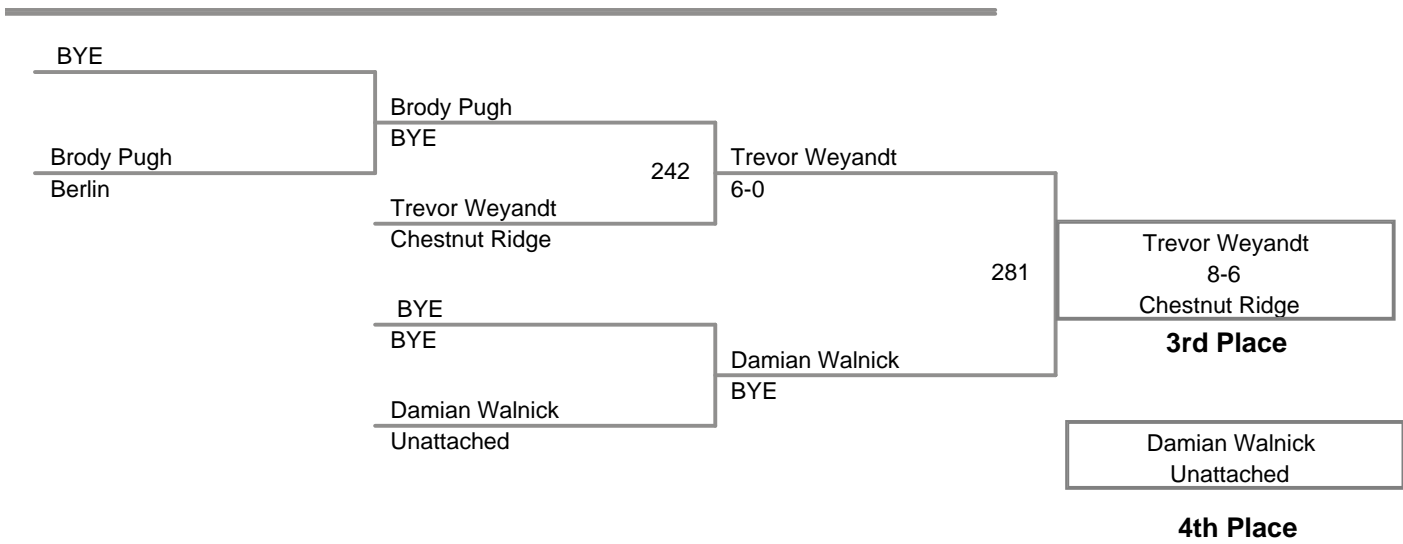 BYE
Brody Pugh
Berlin
Brody Pugh
BYE
242
Trevor Weyandt
Chestnut Ridge
BYE
BYE
Damian Walnick
Unattached
Trevor Weyandt
6-0
281
Damian Walnick
BYE
Trevor Weyandt
8-6
Chestnut Ridge
3rd Place
Damian Walnick
Unattached
4th Place